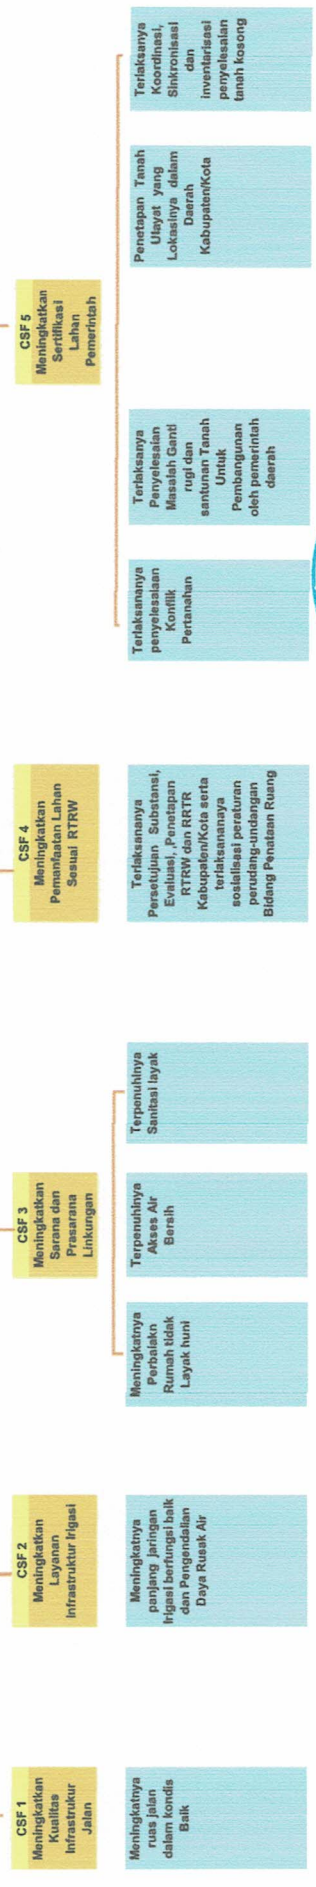 CSF 1
Meningkatkan
Kualitas
Infrastrukur
Jalan
Meningkatnya
ruas jalan
dalam kondis
Baik
CSF 2
Meningkatkan
Layanan
Infrastruktur Irigasi
Meningkatnya
panjang jaringan
Irigasi berfungsi baik
dan Pengendalian
Daya Rusak Air
CSF 3
Meningkatkan
Sarana dan
Prasarana
Linkungan
Meningkatnya
Perbaiakn
Rumah tidak
Layak huni
Terpenuhinya
Akses Air
Bersih
Terpenuhinya
Sanitasi layak
CSF 4
Meningkatkan
Pemanfaatan Lahan
Sesuai RTRW
Terlaksananya
Persetujuan Substansi,
Evaluasi, Penetapan
RTRW dan RRTR
Kabupaten/Kota serta
terlaksananaya
sosialisasi peraturan
perudang-undangan
Bidang Penataan Ruang
CSF 5
Meningkatkan
Sertifikasi
Lahan
Pemerintah
Terlaksananya
penyelesaiaan
Konflik
Pertanahan
Terlaksanya
Penyelesaian
Masalah Ganti
rugi dan
santunan Tanah
Untuk
Pembangunan
oleh pemerintah
daerah
Penetapan Tanah
Ulayat yang
Lokasinya dalam
Daerah
Kabupaten/Kota
Terlaksanya
Koordinasi,
Sinkronisasi
dan
inventarisasi
penyelesaian
tanah kosong